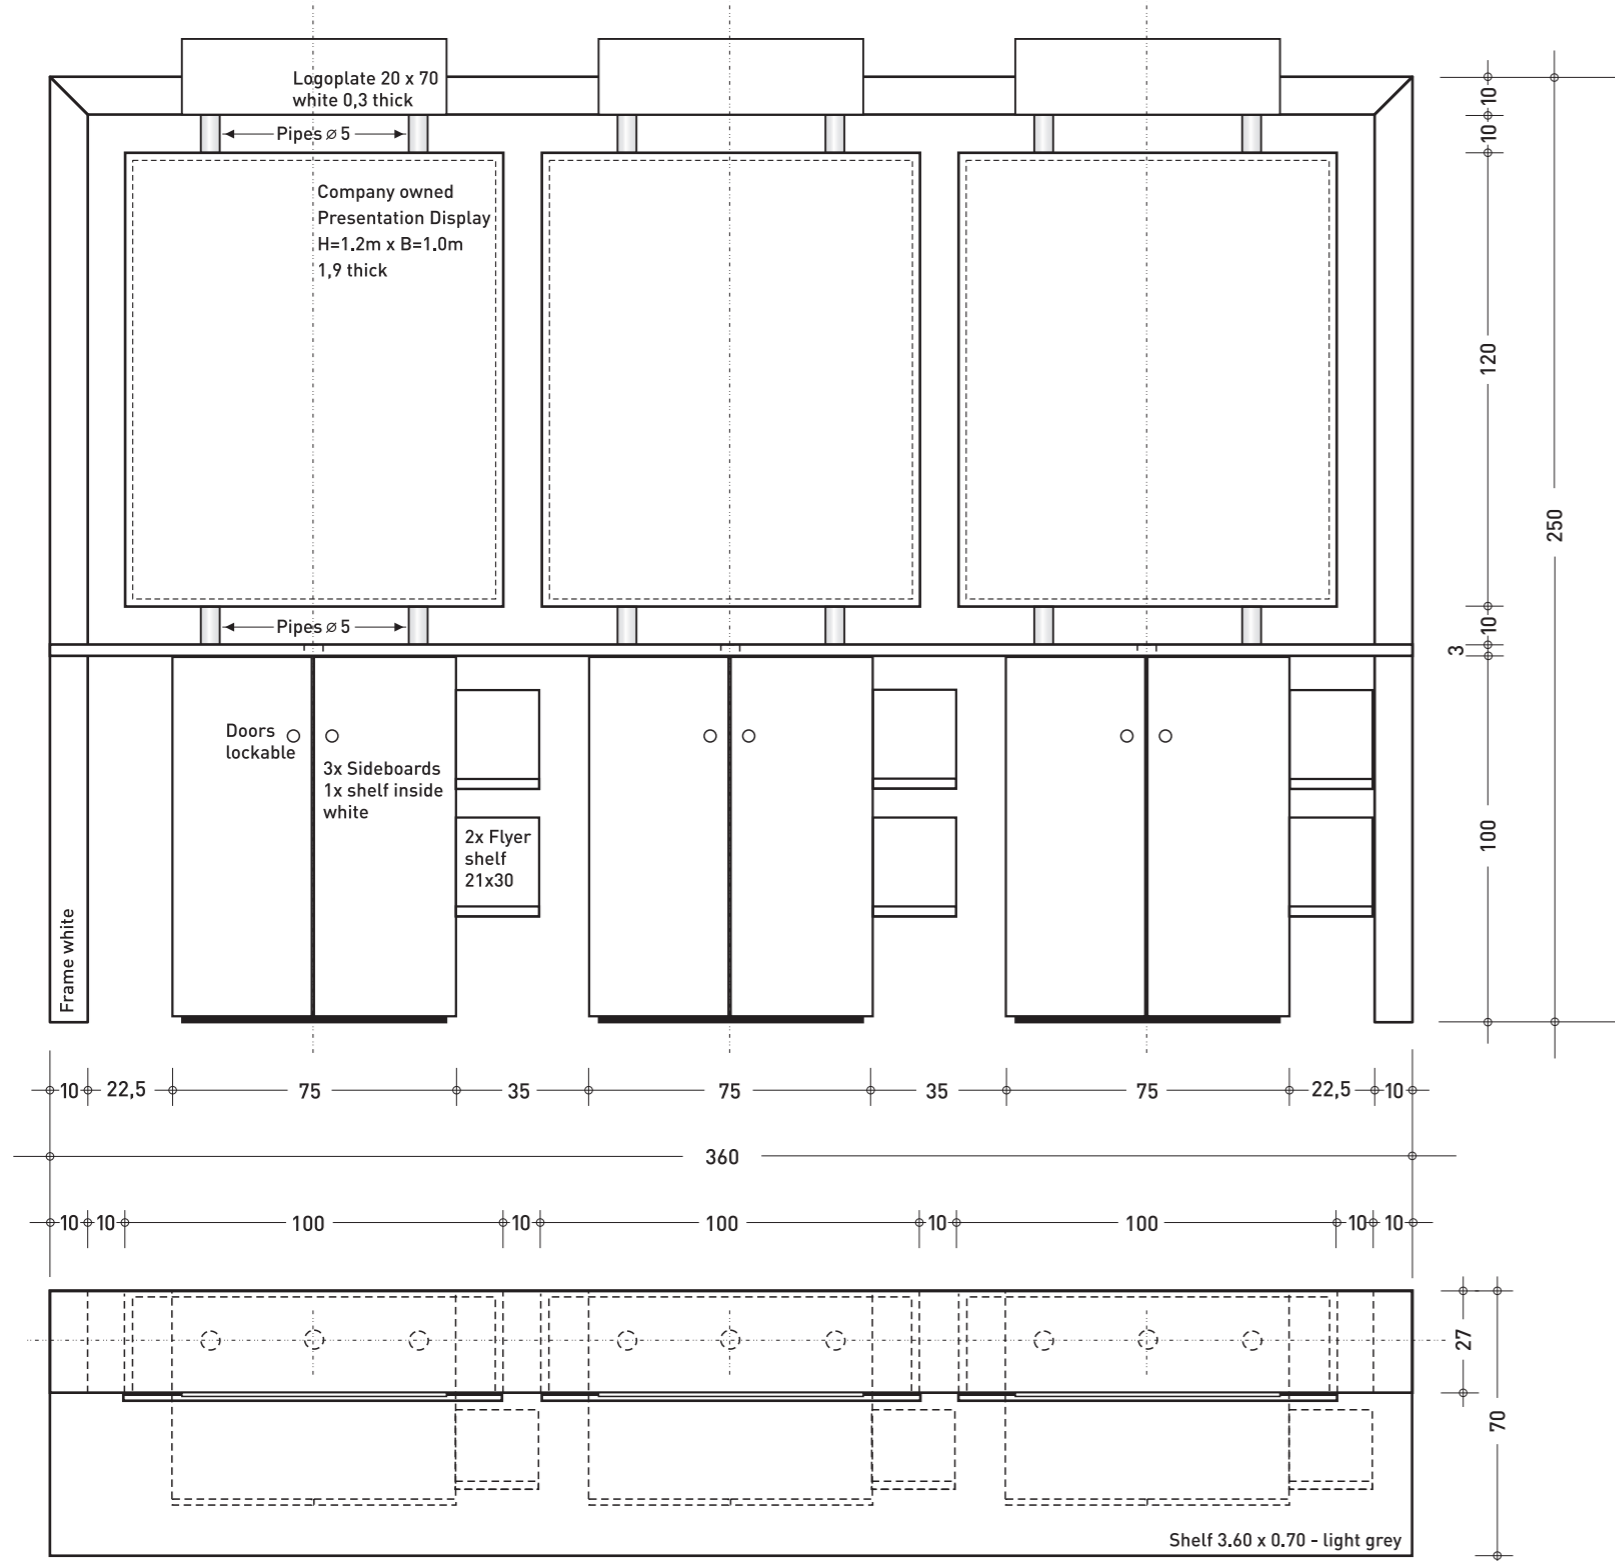 Logoplate 20 x 70
white 0,3 thick
Pipes ⌀ 5
Company owned
Presentation Display
H=1.2m x B=1.0m
1,9 thick
Pipes ⌀ 5
Doors
lockable
3x Sideboards
1x shelf inside
white
2x Flyer
shelf
21x30
Frame white
10
10
120
10
3
100
250
10 22,5 75 35 75 35 75 22,5 10
360
10 10 100 10 100 10 100 10 10
27
70
Shelf 3.60 x 0.70 - light grey